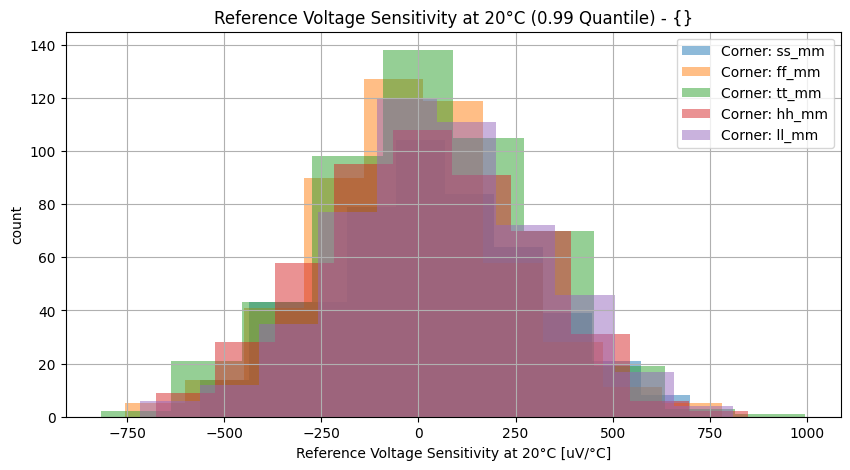 Reference Voltage Sensitivity at 20°C (0.99 Quantile) - {}
140
120
100
80
60
40
20
0
count
Corner: ss_mm
Corner: ff_mm
Corner: tt_mm
Corner: hh_mm
Corner: ll_mm
−750 −500 −250 0 250 500 750 1000
Reference Voltage Sensitivity at 20°C [uV/°C]